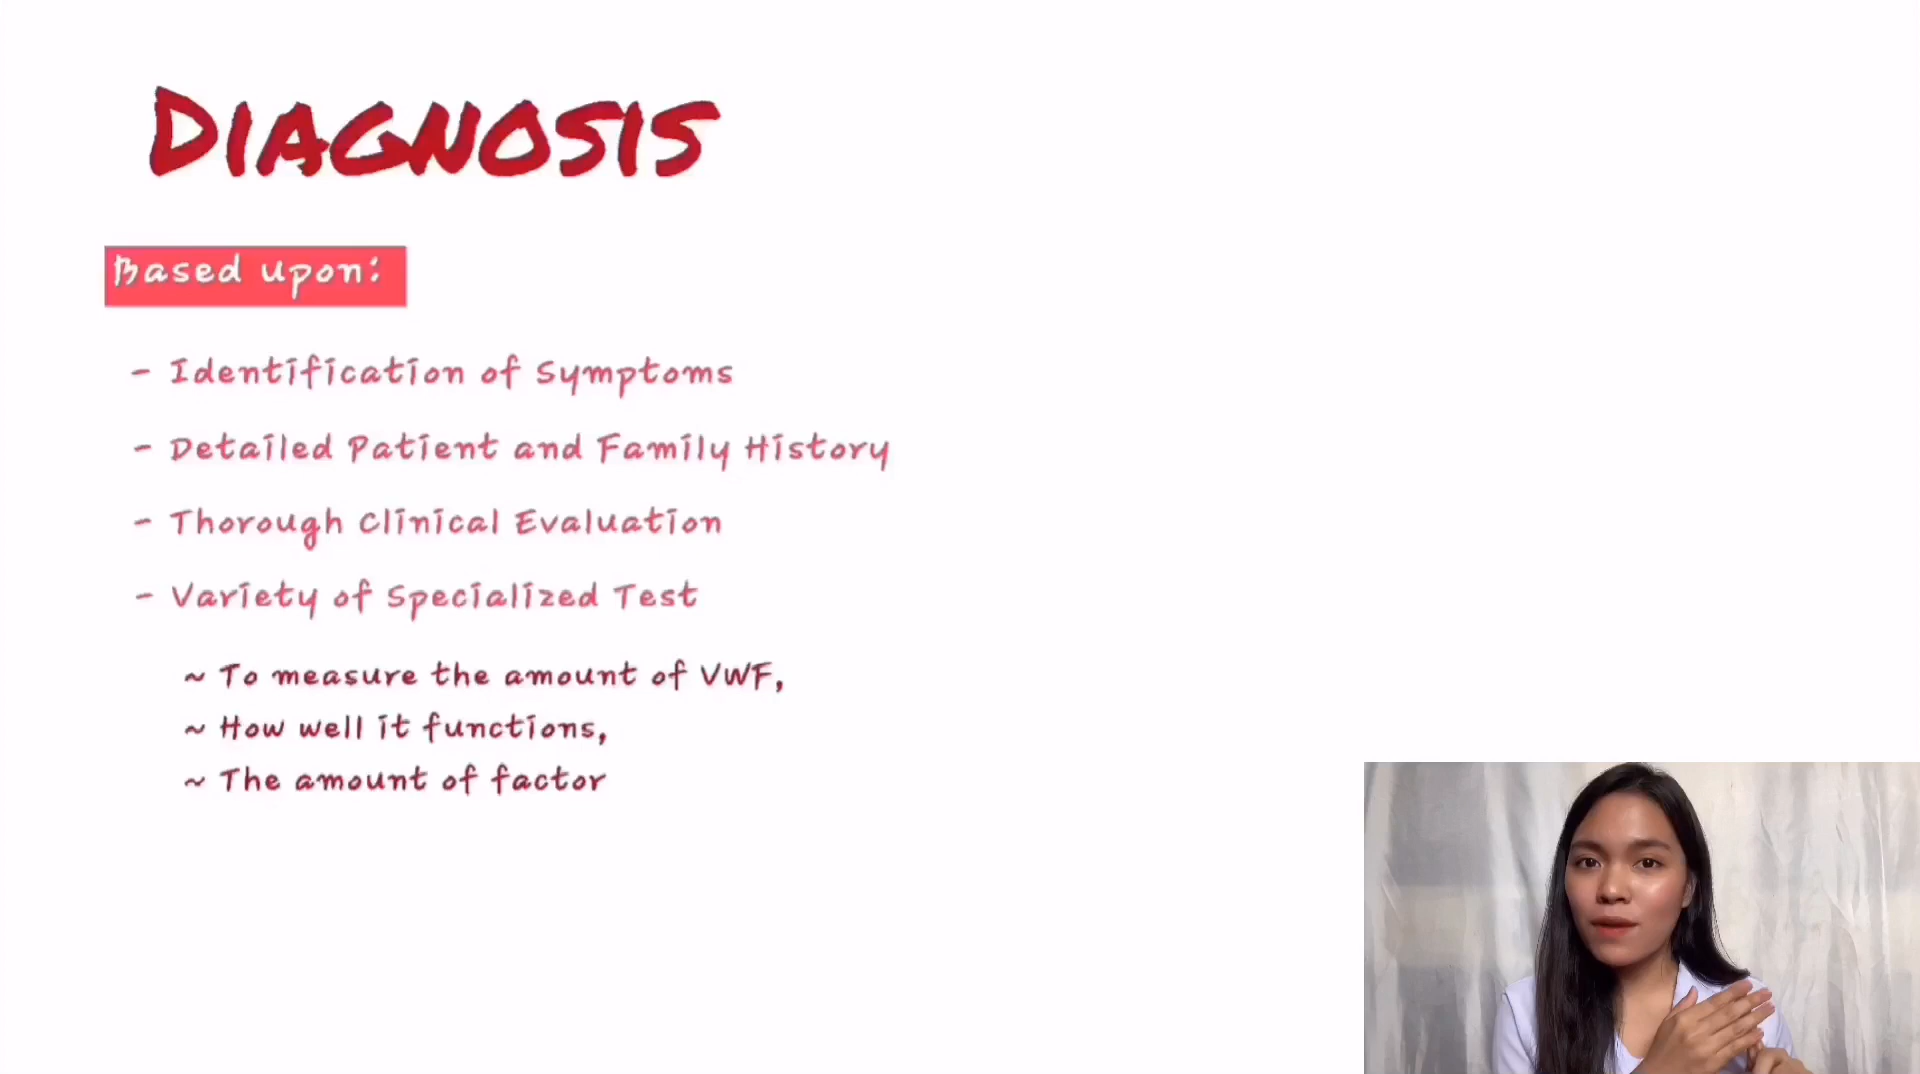 DIAGNOSIS
Based upon:
- Identification of Symptoms
- Detailed Patient and Family History
- Thorough Clinical Evaluation
- Variety of Specialized Test
~ To measure the amount of VWF,
~ How well it functions,
~ The amount of factor